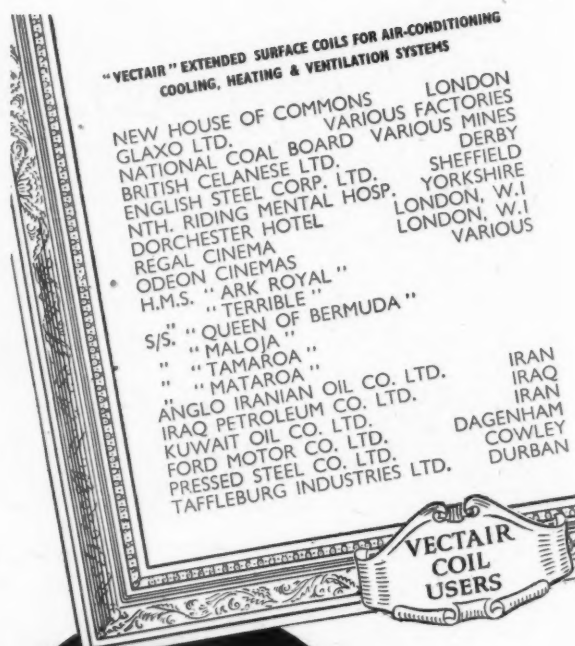 "VECTAIR" EXTENDED SURFACE COILS FOR AIR-CONDITIONING
COOLING, HEATING & VENTILATION SYSTEMS
NEW HOUSE OF COMMONS LONDON
GLAXO LTD. VARIOUS FACTORIES
NATIONAL COAL BOARD VARIOUS MINES
BRITISH CELANESE LTD. DERBY
ENGLISH STEEL CORP. LTD. SHEFFIELD
NTH. RIDING MENTAL HOSP. YORKSHIRE
DORCHESTER HOTEL LONDON, W.I
REGAL CINEMA LONDON, W.I
ODEON CINEMAS VARIOUS
H.M.S. "ARK ROYAL"
" "TERRIBLE"
S/S. "QUEEN OF BERMUDA"
" "MALOJA"
" "TAMAROA"
" "MATAROA"
ANGLO IRANIAN OIL CO. LTD. IRAN
IRAQ PETROLEUM CO. LTD. IRAQ
KUWAIT OIL CO. LTD. IRAN
FORD MOTOR CO. LTD. DAGENHAM
PRESSED STEEL CO. LTD. COWLEY
TAFFLEBURG INDUSTRIES LTD. DURBAN
VECTAIR
COIL
USERS